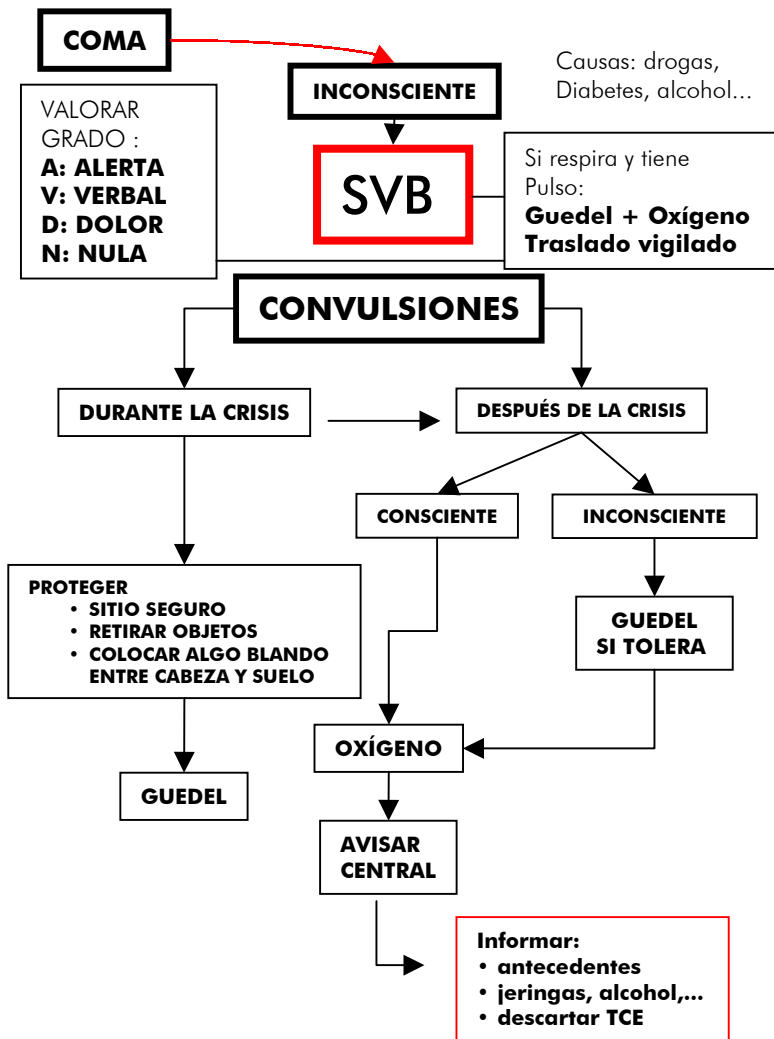 COMA
INCONSCIENTE
Causas: drogas,
Diabetes, alcohol...
VALORAR
GRADO :
A: ALERTA
V: VERBAL
D: DOLOR
N: NULA
SVB
Si respira y tiene
Pulso:
Guedel + Oxígeno
Traslado vigilado
CONVULSIONES
DURANTE LA CRISIS
DESPUÉS DE LA CRISIS
CONSCIENTE
INCONSCIENTE
PROTEGER
• SITIO SEGURO
• RETIRAR OBJETOS
• COLOCAR ALGO BLANDO
ENTRE CABEZA Y SUELO
GUEDEL
SI TOLERA
OXÍGENO
GUEDEL
AVISAR
CENTRAL
Informar:
• antecedentes
• jeringas, alcohol,...
• descartar TCE